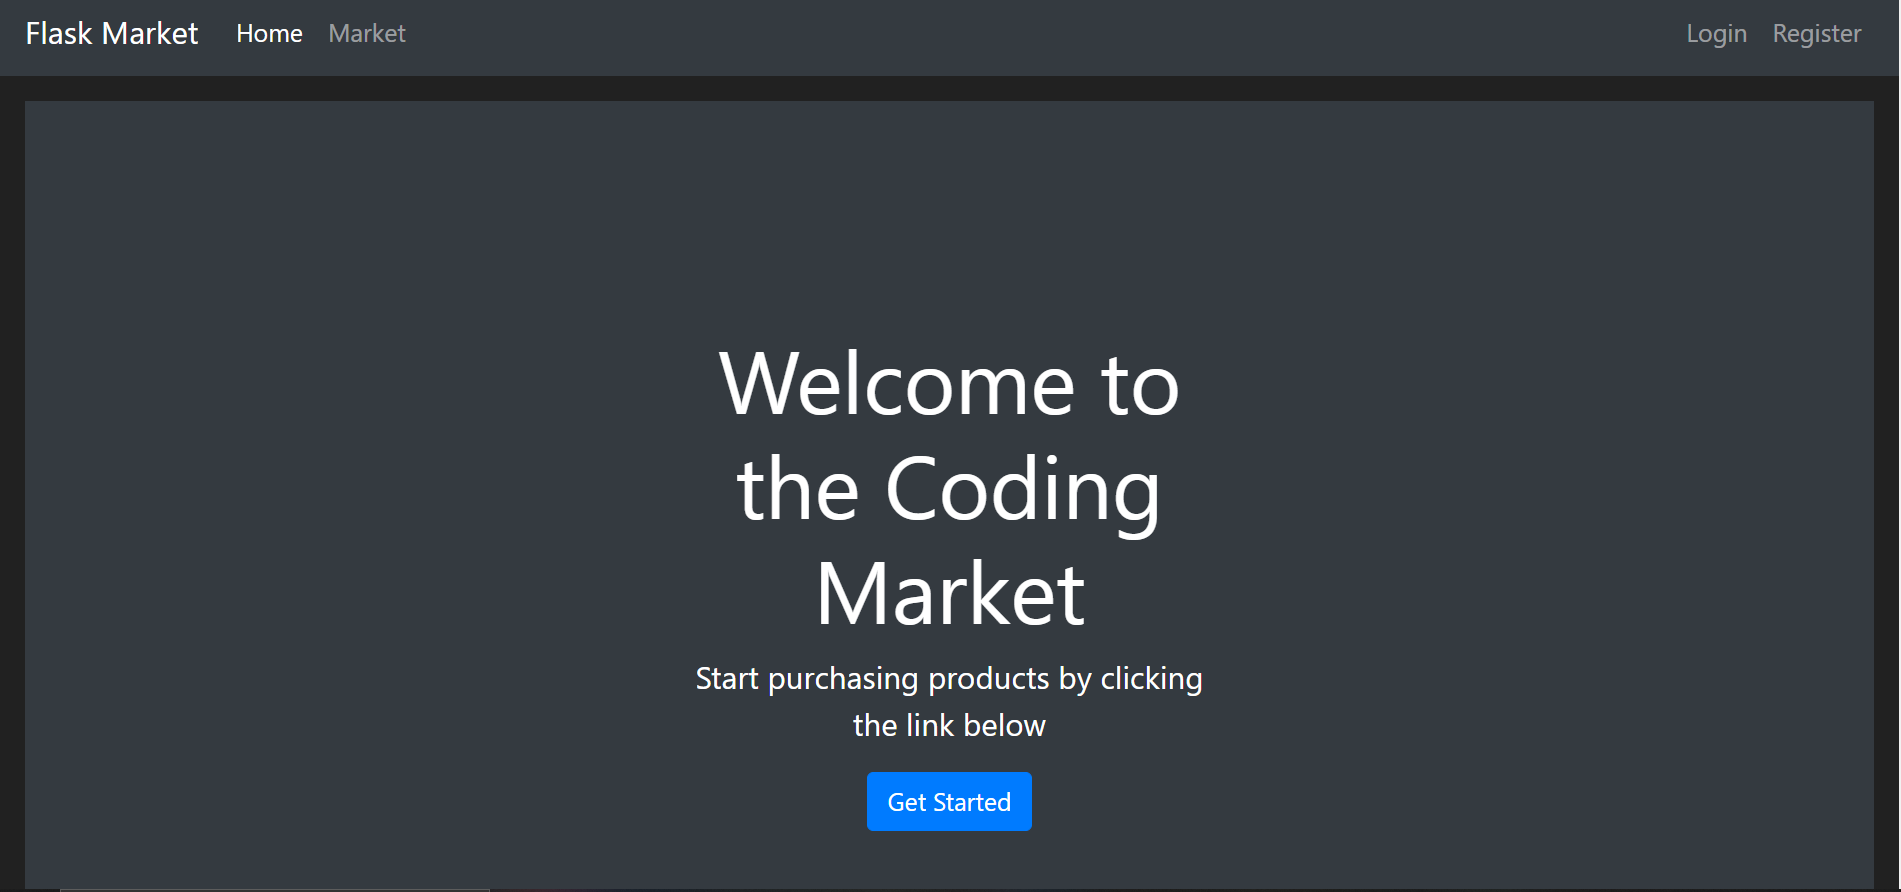 Flask Market Home Market Login Register
Welcome to
the Coding
Market
Start purchasing products by clicking
the link below
Get Started